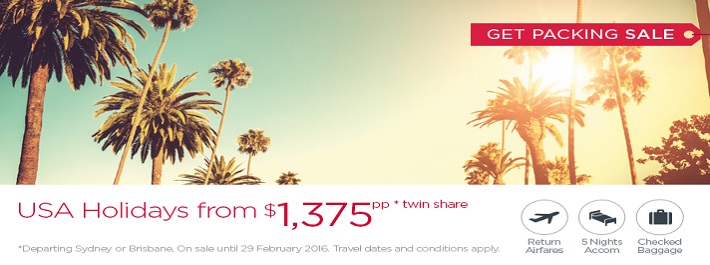 GET PACKING SALE
USA Holidays from $1,375pp * twin share
*Departing Sydney or Brisbane. On sale until 29 February 2016. Travel dates and conditions apply.
Return
Airfares
5 Nights
Accom
Checked
Baggage